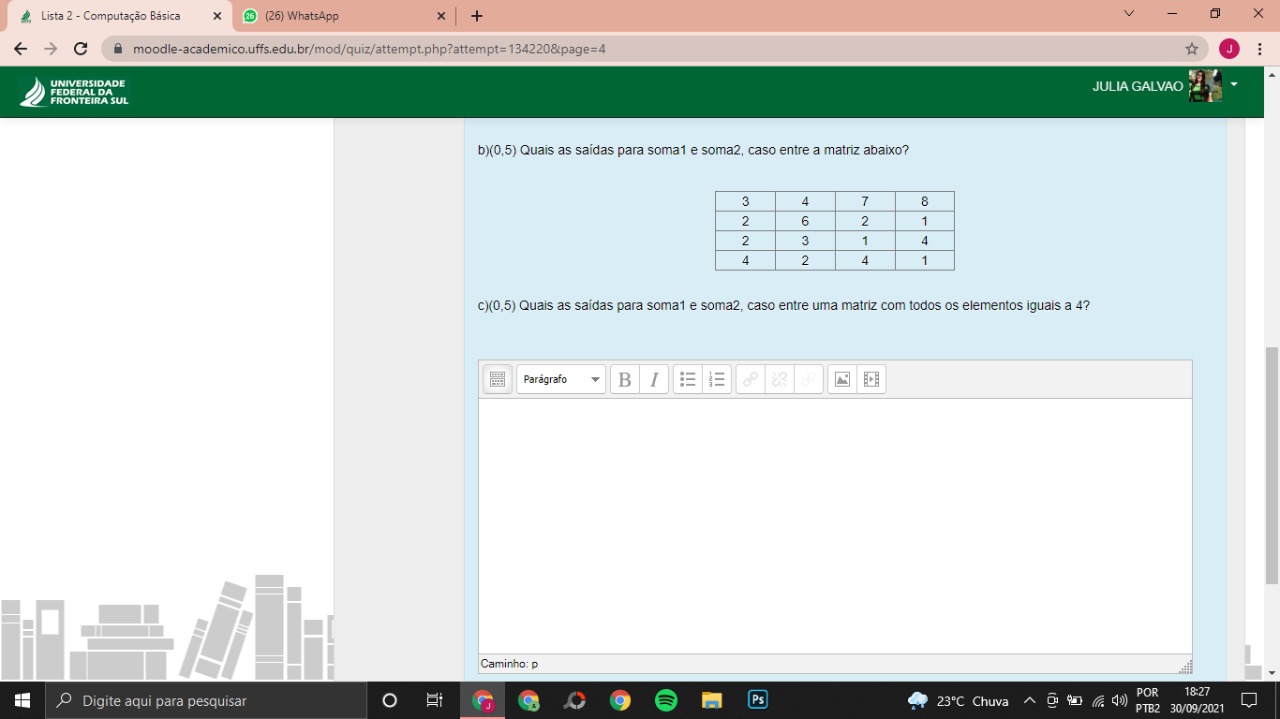 Lista 2 - Computação Básica
26 (26) WhatsApp
moodle-academico.uffs.edu.br/mod/quiz/attempt.php?attempt=134220&page=4
J
UNIVERSIDADE
FEDERAL DA
FRONTEIRA SUL
JULIA GALVAO
b)(0,5) Quais as saídas para soma1 e soma2, caso entre a matriz abaixo?
3 4 7 8
2 6 2 1
2 3 1 4
4 2 4 1
c)(0,5) Quais as saídas para soma1 e soma2, caso entre uma matriz com todos os elementos iguais a 4?
Parágrafo B I
Caminho: p
Digite aqui para pesquisar
J
Ps
23°C Chuva
POR
PTB2
18:27
30/09/2021